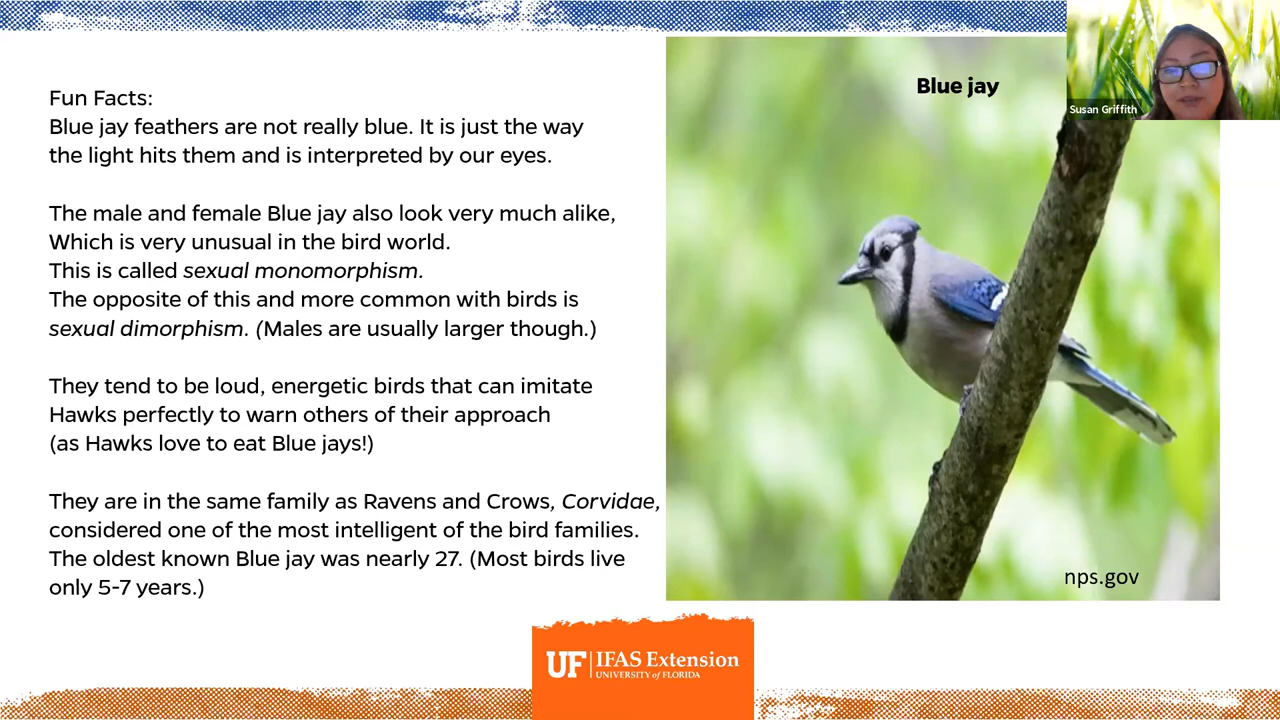 Fun Facts:
Blue jay feathers are not really blue. It is just the way
the light hits them and is interpreted by our eyes.
The male and female Blue jay also look very much alike,
Which is very unusual in the bird world.
This is called sexual monomorphism.
The opposite of this and more common with birds is
sexual dimorphism. (Males are usually larger though.)
They tend to be loud, energetic birds that can imitate
Hawks perfectly to warn others of their approach
(as Hawks love to eat Blue jays!)
They are in the same family as Ravens and Crows, Corvidae,
considered one of the most intelligent of the bird families.
The oldest known Blue jay was nearly 27. (Most birds live
only 5-7 years.)
Blue jay
Susan Griffith
nps.gov
UF | IFAS Extension
UNIVERSITY of FLORIDA